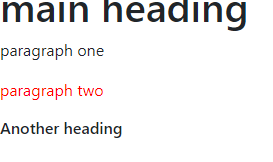 main heading
paragraph one
paragraph two
Another heading